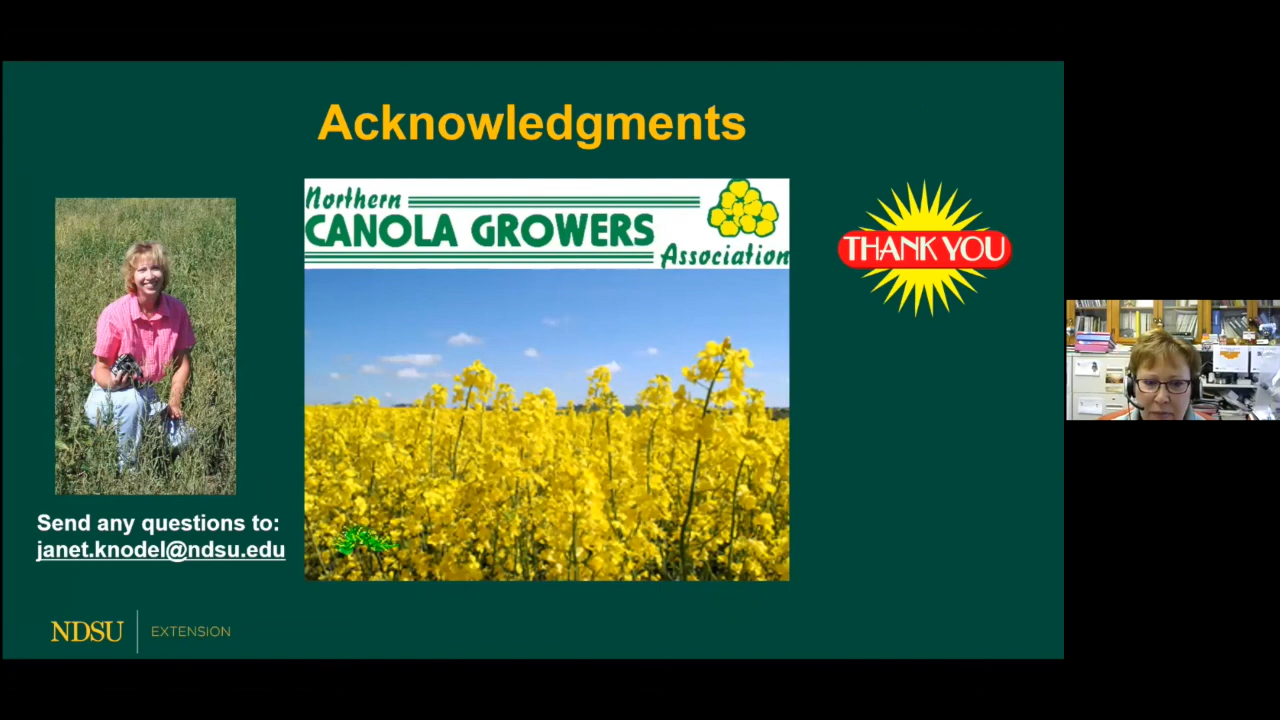 Acknowledgments
Northern
CANOLA GROWERS
Association
THANK YOU
Send any questions to:
janet.knodel@ndsu.edu
NDSU EXTENSION